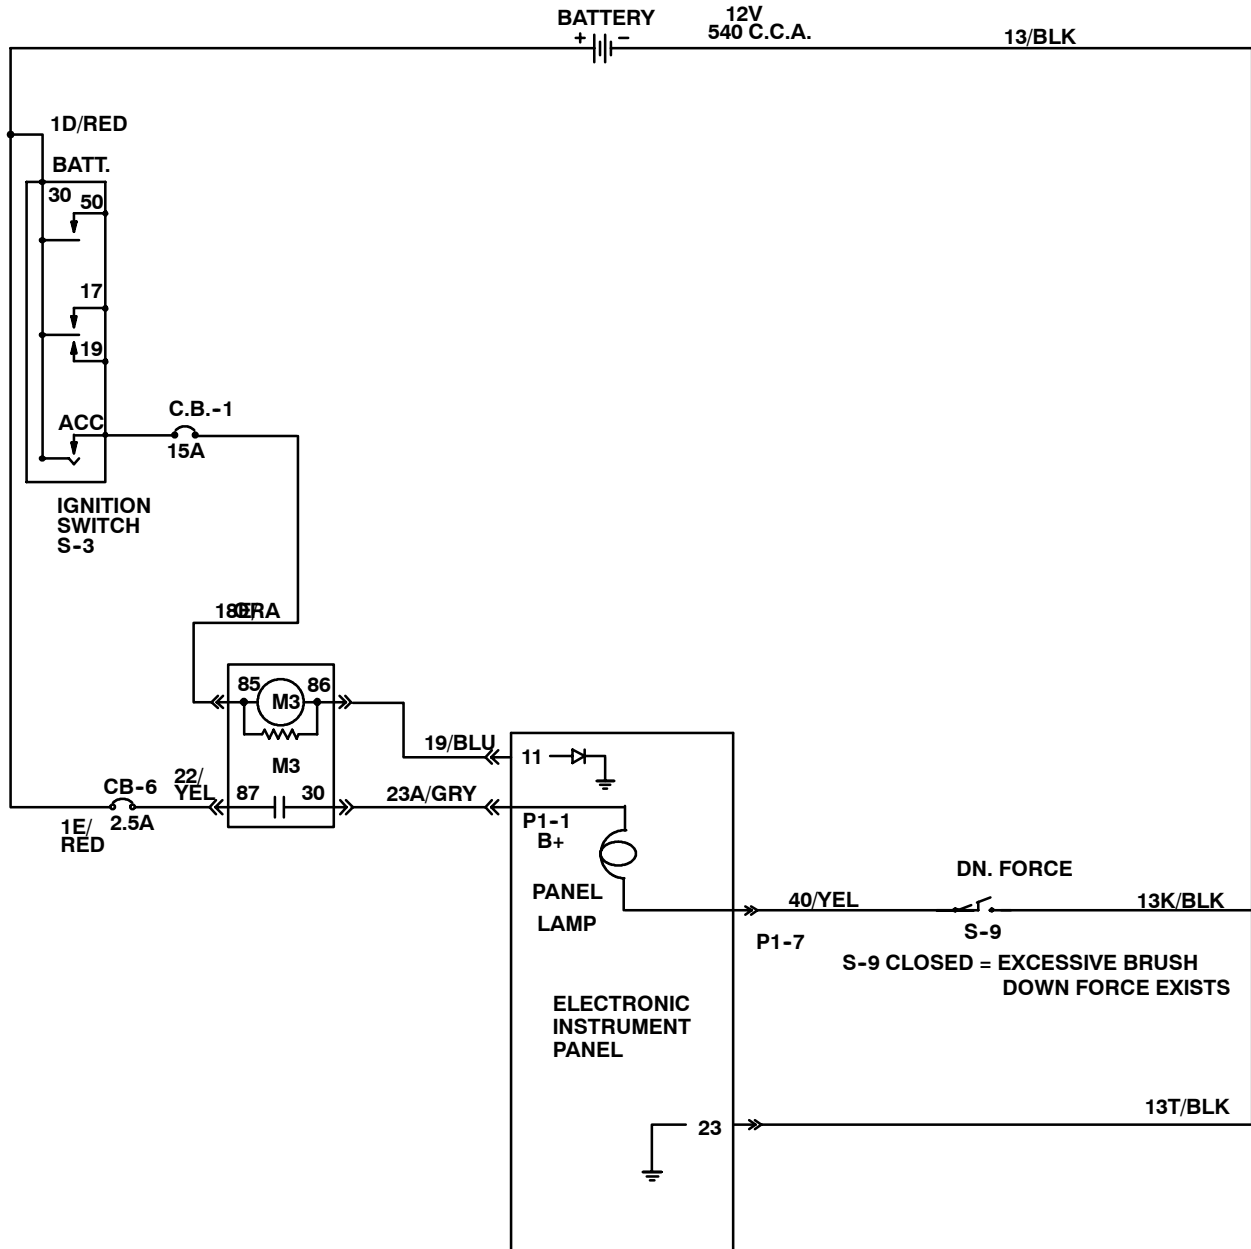 BATTERY
+ −
12V
540 C.C.A.
13/BLK
1D/RED
BATT.
30
50
17
19
ACC
C.B.-1
15A
IGNITION
SWITCH
S-3
85
M3
86
M3
19/BLU
11
CB-6
2.5A
22/
YEL
87
30
23A/GRY
1E/
RED
P1-1
B+
PANEL
LAMP
40/YEL
P1-7
DN. FORCE
S-9
13K/BLK
S-9 CLOSED = EXCESSIVE BRUSH
DOWN FORCE EXISTS
ELECTRONIC
INSTRUMENT
PANEL
23
13T/BLK